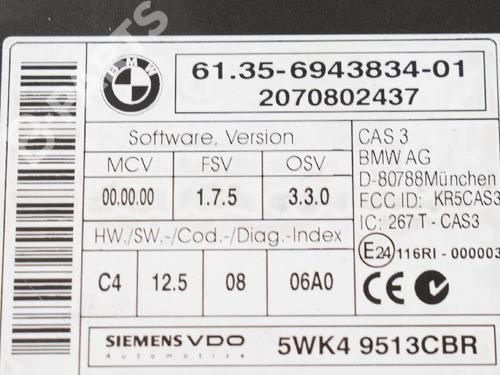 BMW
61.35-6943834-01
2070802437
Software, Version
MCV FSV OSV
00.00.00 1.7.5 3.3.0
HW./SW.-/Cod.-/Diag.-Index
C4 12.5 08 06A0
CAS 3
BMW AG
D-80788München
FCC ID: KR5CAS3
IC: 267 T - CAS3
E24 116RI - 000003
CE
SIEMENS VDO
Automotive
5WK4 9513CBR